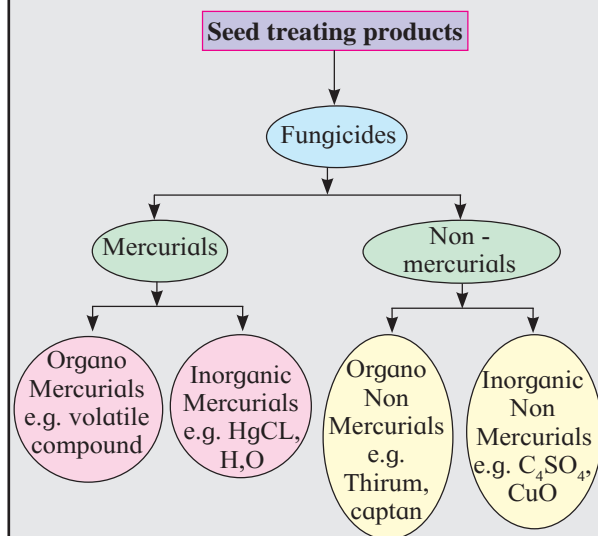 Seed treating products
Fungicides
Mercurials
Non -
mercurials
Organo
Mercurials
e.g. volatile
compound
Inorganic
Mercurials
e.g. HgCL,
H,O
Organo
Non
Mercurials
e.g.
Thirum,
captan
Inorganic
Non
Mercurials
e.g. C₄SO₄,
CuO